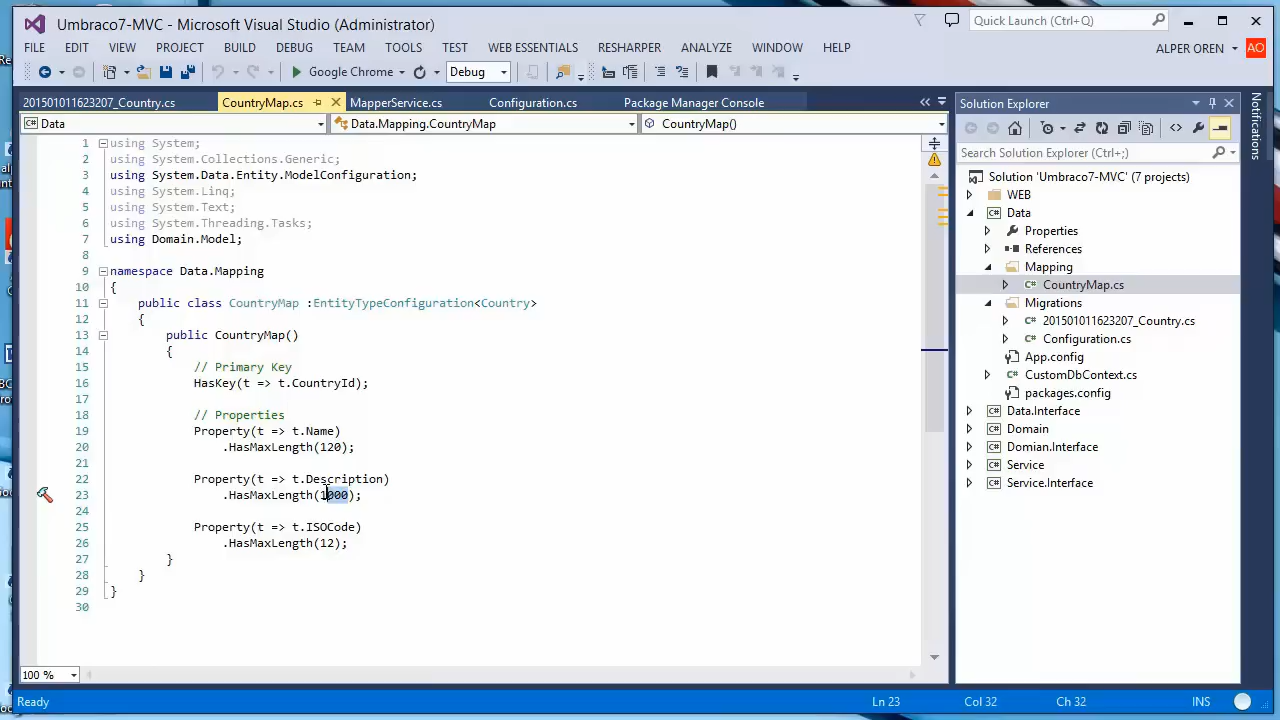 Umbraco7-MVC - Microsoft Visual Studio (Administrator)
Quick Launch (Ctrl+Q)
FILE EDIT VIEW PROJECT BUILD DEBUG TEAM TOOLS TEST WEB ESSENTIALS RESHARPER ANALYZE WINDOW HELP
ALPER OREN AO
Google Chrome Debug
201501011623207_Country.cs CountryMap.cs MapperService.cs Configuration.cs Package Manager Console
Data Data.Mapping.CountryMap CountryMap()
1 using System;
2 using System.Collections.Generic;
3 using System.Data.Entity.ModelConfiguration;
4 using System.Linq;
5 using System.Text;
6 using System.Threading.Tasks;
7 using Domain.Model;
8
9 namespace Data.Mapping
10 {
11 public class CountryMap :EntityTypeConfiguration<Country>
12 {
13 public CountryMap()
14 {
15 // Primary Key
16 HasKey(t => t.CountryId);
17
18 // Properties
19 Property(t => t.Name)
20 .HasMaxLength(120);
21
22 Property(t => t.Description)
23 .HasMaxLength(1000);
24
25 Property(t => t.ISOCode)
26 .HasMaxLength(12);
27 }
28 }
29 }
30
100 %
Solution Explorer
Search Solution Explorer (Ctrl+;)
Solution 'Umbraco7-MVC' (7 projects)
WEB
Data
Properties
References
Mapping
CountryMap.cs
Migrations
201501011623207_Country.cs
Configuration.cs
App.config
CustomDbContext.cs
packages.config
Data.Interface
Domain
Domian.Interface
Service
Service.Interface
Notifications
Ready Ln 23 Col 32 Ch 32 INS